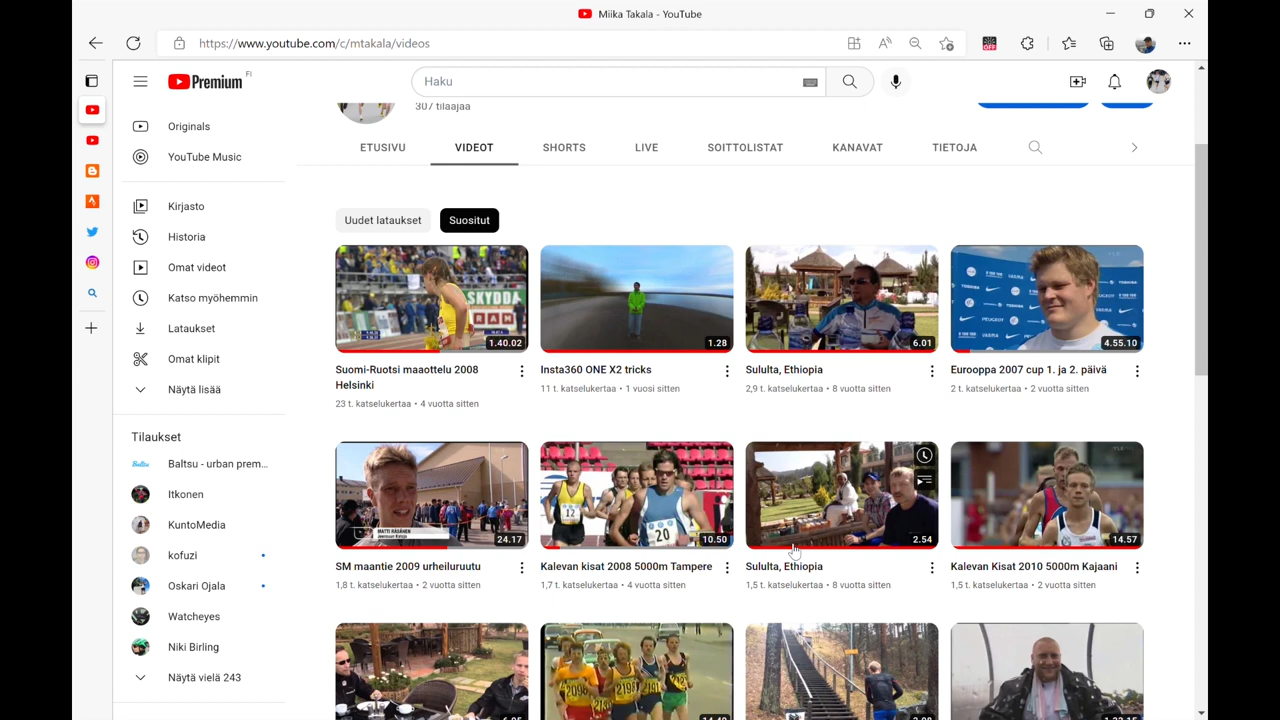 Miika Takala - YouTube
https://www.youtube.com/c/mtakala/videos
OFF
Premium FI
Haku
307 tilaajaa
Originals
YouTube Music
Kirjasto
Historia
Omat videot
Katso myöhemmin
Lataukset
Omat klipit
Näytä lisää
Tilaukset
Baltsu - urban prem...
Itkonen
KuntoMedia
kofuzi
Oskari Ojala
Watcheyes
Niki Birling
Näytä vielä 243
ETUSIVU VIDEOT SHORTS LIVE SOITTOLISTAT KANAVAT TIETOJA
Uudet lataukset Suositut
SKYDDA
1.40.02
1.28
6.01
4.55.10
Suomi-Ruotsi maaottelu 2008
Helsinki
23 t. katselukertaa • 4 vuotta sitten
Insta360 ONE X2 tricks
11 t. katselukertaa • 1 vuosi sitten
Sululta, Ethiopia
2,9 t. katselukertaa • 8 vuotta sitten
Eurooppa 2007 cup 1. ja 2. päivä
2 t. katselukertaa • 2 vuotta sitten
MATTI RÄSÄNEN
24.17
12
20
10.50
2.54
14.57
SM maantie 2009 urheiluruutu
1,8 t. katselukertaa • 2 vuotta sitten
Kalevan kisat 2008 5000m Tampere
1,7 t. katselukertaa • 4 vuotta sitten
Sululta, Ethiopia
1,5 t. katselukertaa • 8 vuotta sitten
Kalevan Kisat 2010 5000m Kajaani
1,5 t. katselukertaa • 2 vuotta sitten